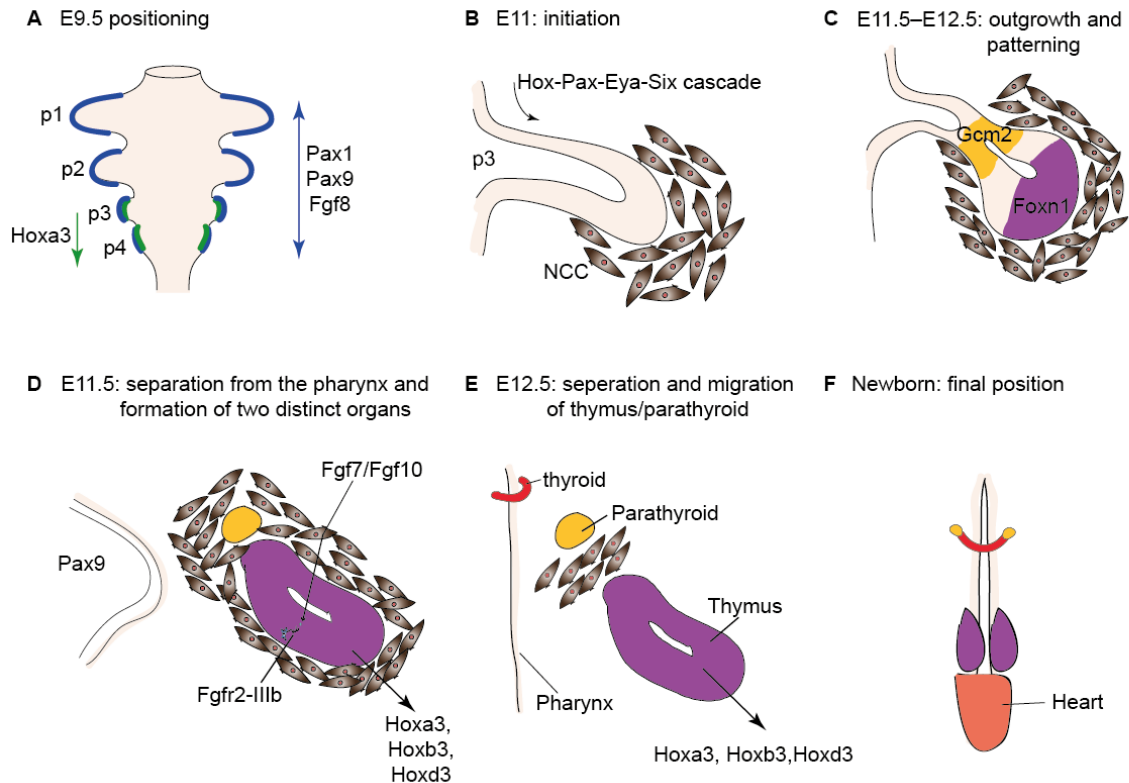 A E9.5 positioning
p1
p2
p3
p4
Hoxa3
Pax1
Pax9
Fgf8
B E11: initiation
Hox-Pax-Eya-Six cascade
p3
NCC
C E11.5–E12.5: outgrowth and
patterning
Gcm2
Foxn1
D E11.5: separation from the pharynx and
formation of two distinct organs
Fgf7/Fgf10
Pax9
Fgfr2-IIIb
Hoxa3,
Hoxb3,
Hoxd3
E E12.5: seperation and migration
of thymus/parathyroid
thyroid
Parathyroid
Thymus
Pharynx
Hoxa3, Hoxb3,Hoxd3
F Newborn: final position
Heart